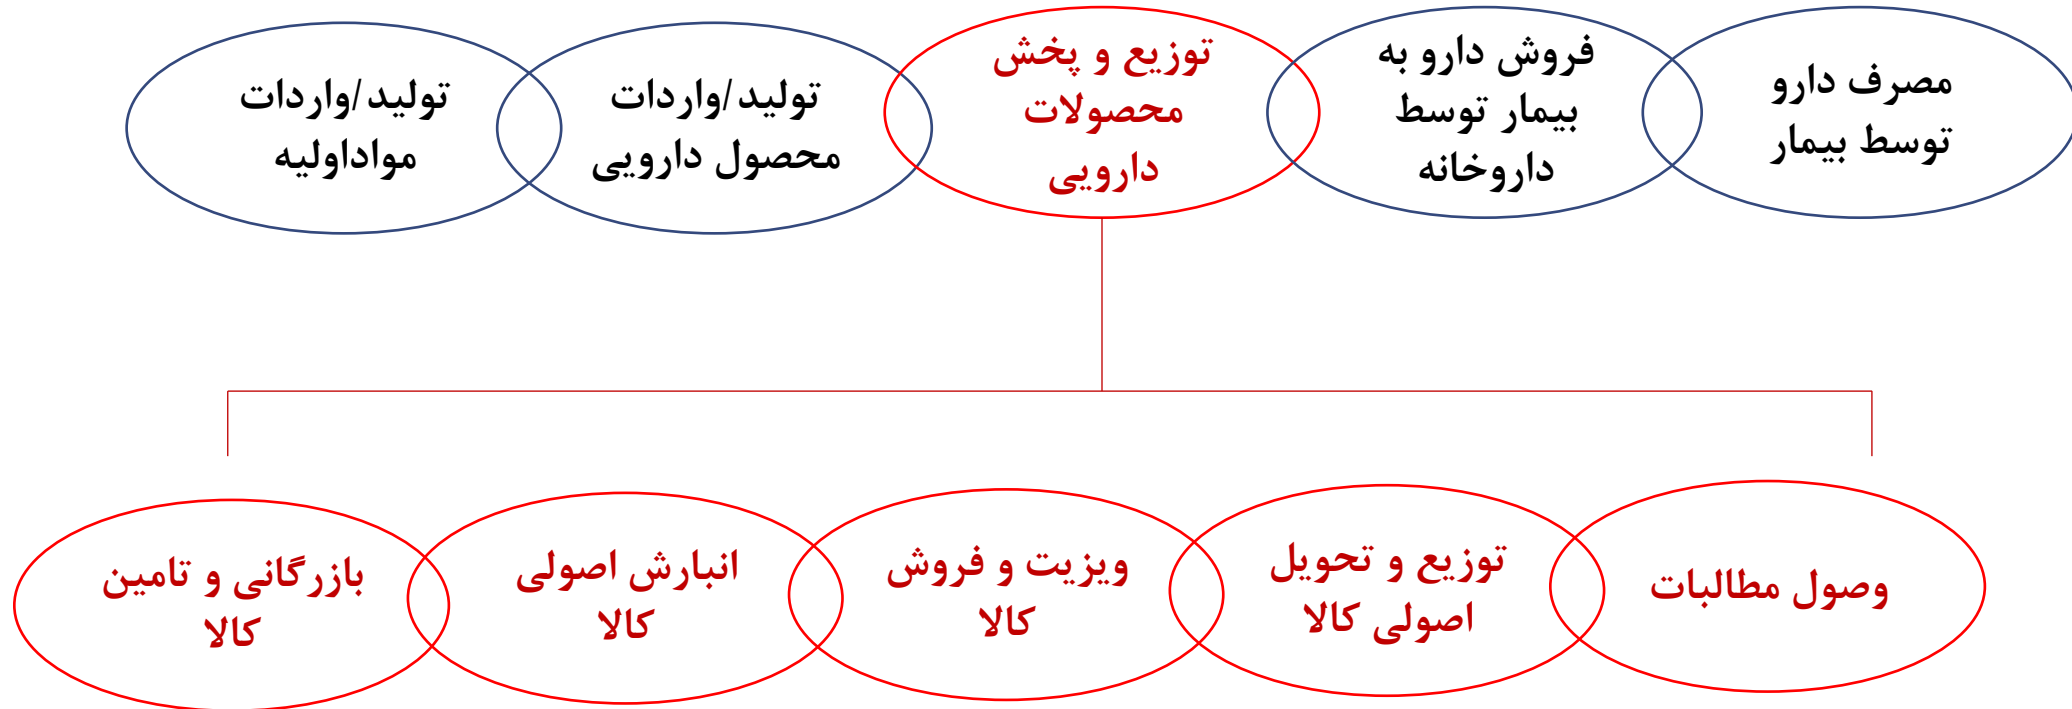 تولید/واردات
مواداولیه
تولید/واردات
محصول دارویی
توزیع و پخش
محصولات
دارویی
فروش دارو به
بیمار توسط
داروخانه
مصرف دارو
توسط بیمار
بازرگانی و تامین
کالا
انبارش اصولی
کالا
ویزیت و فروش
کالا
توزیع و تحویل
اصولی کالا
وصول مطالبات